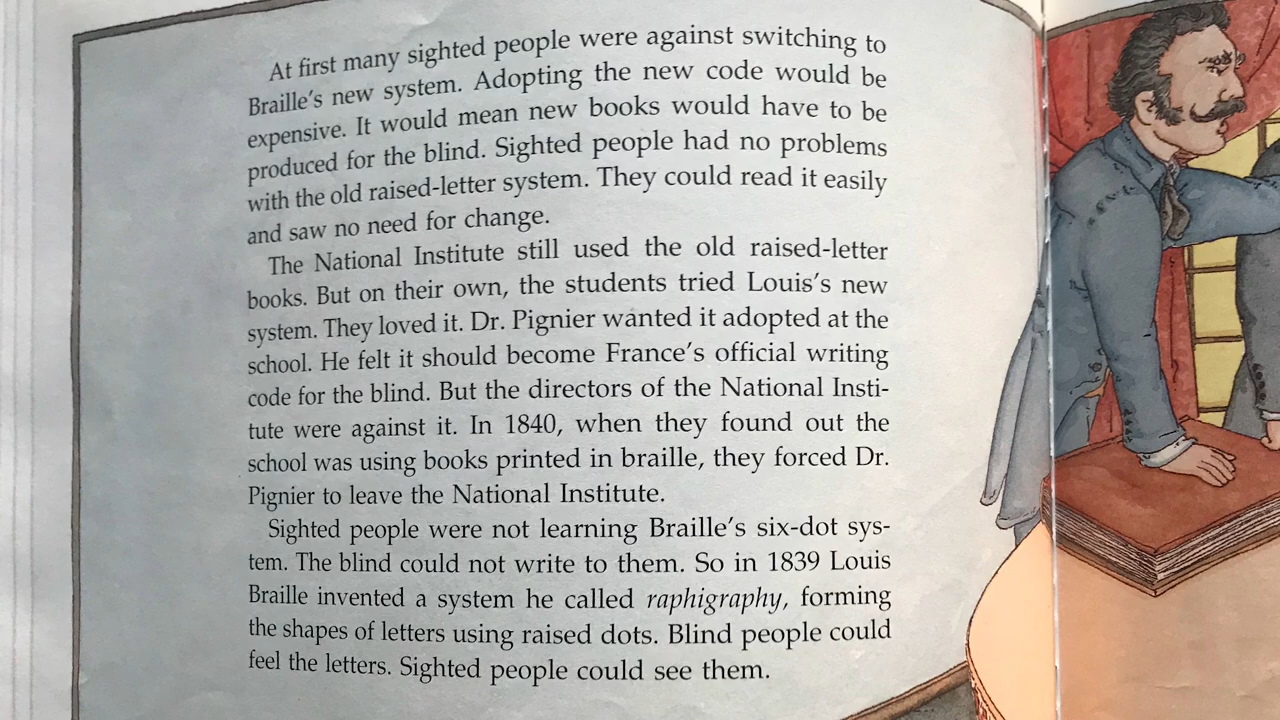 At first many sighted people were against switching to
Braille's new system. Adopting the new code would be
expensive. It would mean new books would have to be
produced for the blind. Sighted people had no problems
with the old raised-letter system. They could read it easily
and saw no need for change.
The National Institute still used the old raised-letter
books. But on their own, the students tried Louis's new
system. They loved it. Dr. Pignier wanted it adopted at the
school. He felt it should become France's official writing
code for the blind. But the directors of the National Insti-
tute were against it. In 1840, when they found out the
school was using books printed in braille, they forced Dr.
Pignier to leave the National Institute.
Sighted people were not learning Braille's six-dot sys-
tem. The blind could not write to them. So in 1839 Louis
Braille invented a system he called raphigraphy, forming
the shapes of letters using raised dots. Blind people could
feel the letters. Sighted people could see them.